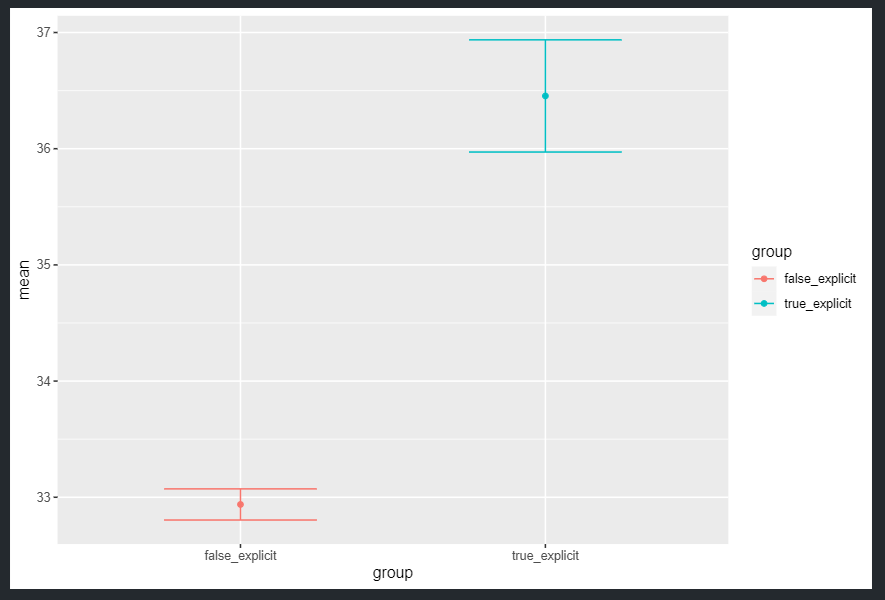 37
36
35
34
33
mean
false_explicit
true_explicit
group
group
false_explicit
true_explicit